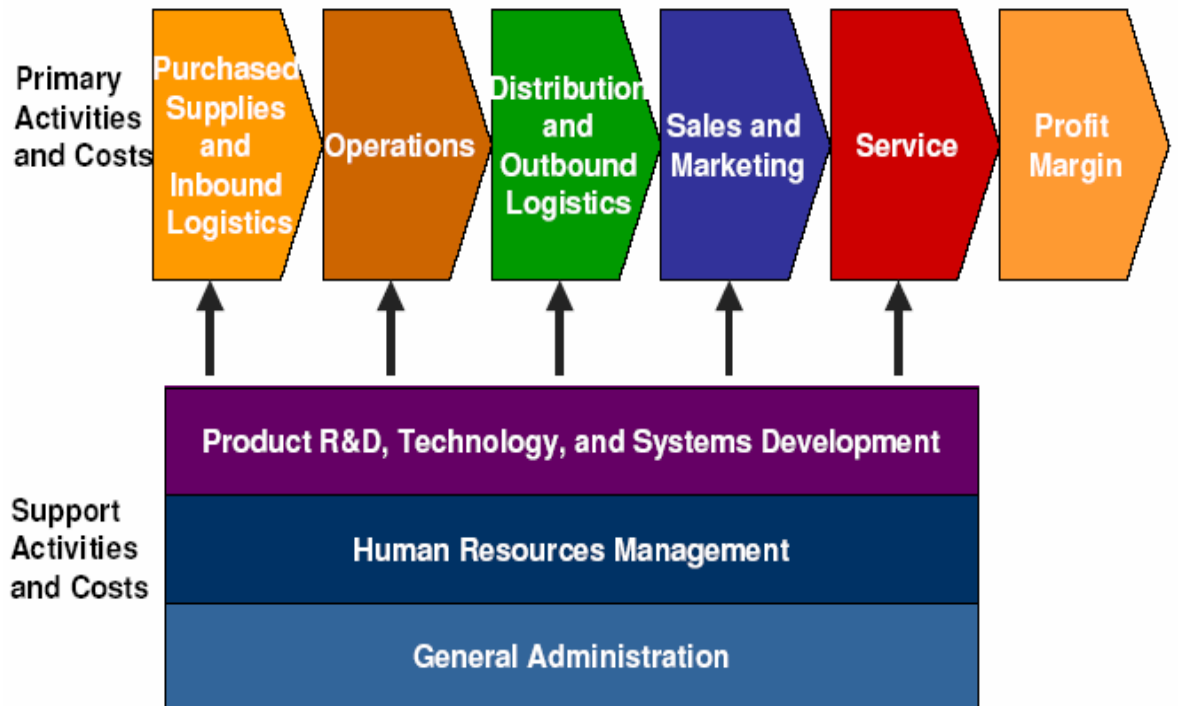 Primary
Activities
and Costs
Purchased
Supplies
and
Inbound
Logistics
Operations
Distribution
and
Outbound
Logistics
Sales and
Marketing
Service
Profit
Margin
Support
Activities
and Costs
Product R&D, Technology, and Systems Development
Human Resources Management
General Administration